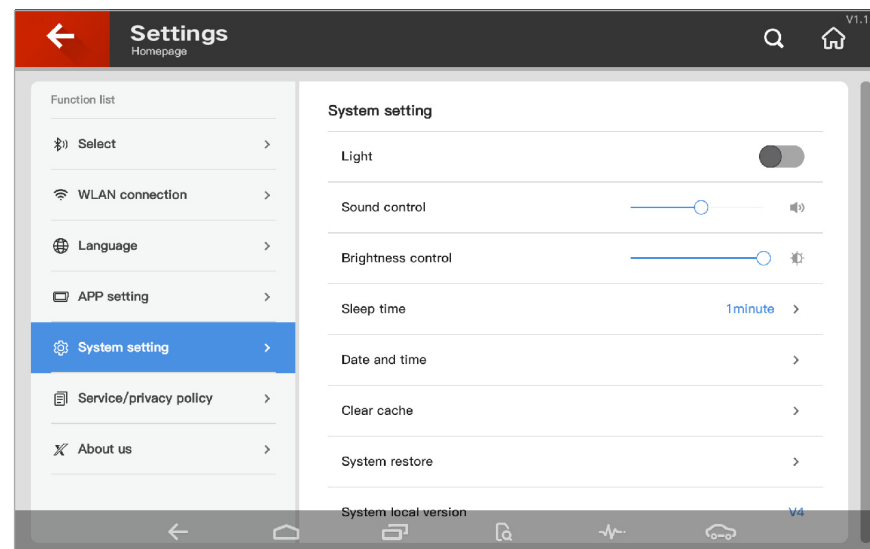 Settings
Homepage
V1.1
Function list
Select
WLAN connection
Language
APP setting
System setting
Service/privacy policy
About us
System setting
Light
Sound control
Brightness control
Sleep time 1minute
Date and time
Clear cache
System restore
System local version V4